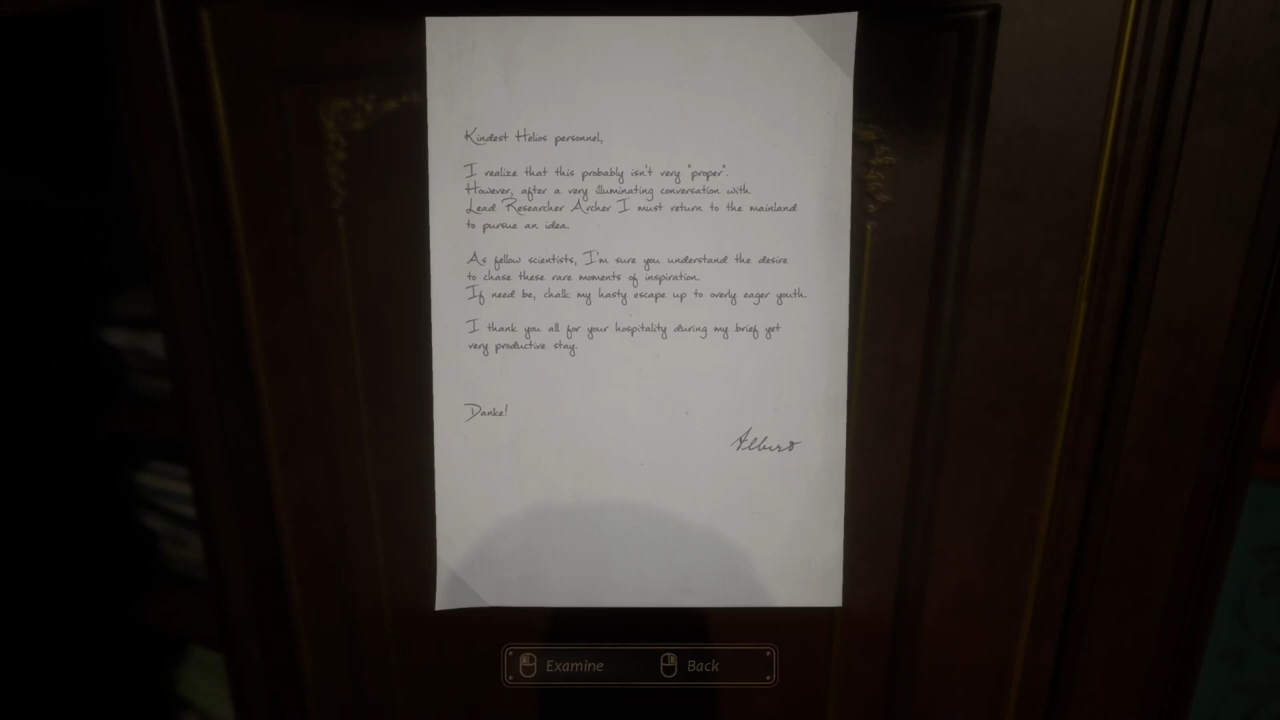 Kindest Helios personnel,
I realize that this probably isn't very "proper".
However, after a very illuminating conversation with
Lead Researcher Archer I must return to the mainland
to pursue an idea.
As fellow scientists, I'm sure you understand the desire
to chase these rare moments of inspiration.
If need be, chalk my hasty escape up to overly eager youth.
I thank you all for your hospitality during my brief yet
very productive stay.
Danke!
Albert
Examine
Back